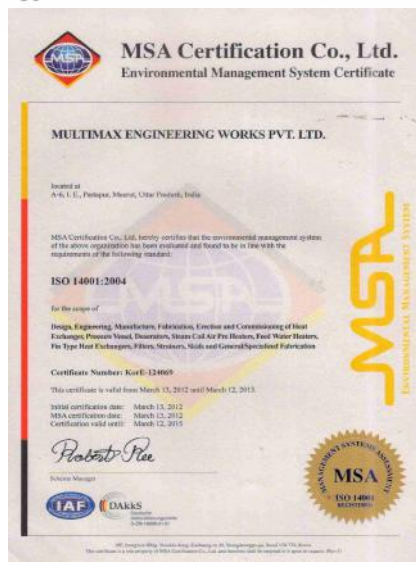 MSA
MSA Certification Co., Ltd.
Environmental Management System Certificate
MULTIMAX ENGINEERING WORKS PVT. LTD.
located at
A-6, I. E., Partapur, Meerut, Uttar Pradesh, India
MSA Certification Co., Ltd. hereby certifies that the environmental management system
of the above organization has been evaluated and found to be in line with the
requirements of the following standard:
ISO 14001:2004
for the scope of
Design, Engineering, Manufacture, Fabrication, Erection and Commissioning of Heat
Exchanger, Pressure Vessel, Deaerators, Steam Coil Air Pre Heaters, Feed Water Heaters,
Fin Type Heat Exchangers, Filters, Strainers, Skids and General/Specialized Fabrication
Certificate Number: KorE-124069
This certificate is valid from March 13, 2012 until March 12, 2013.
Initial certification date: March 13, 2012
MSA certification date: March 13, 2012
Certification valid until: March 12, 2015
Scheme Manager
IAF
DAkkS
MSA
ENVIRONMENTAL MANAGEMENT SYSTEM
MANAGEMENT SYSTEMS ASSESSMENT
MSA
ISO 14001
REGISTERED